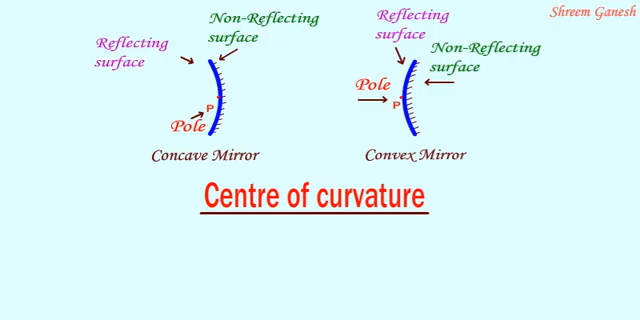 Shreem Ganesh
Reflecting
surface
Non-Reflecting
surface
P
Pole
Concave Mirror
Reflecting
surface
Non-Reflecting
surface
Pole
P
Convex Mirror
Centre of curvature